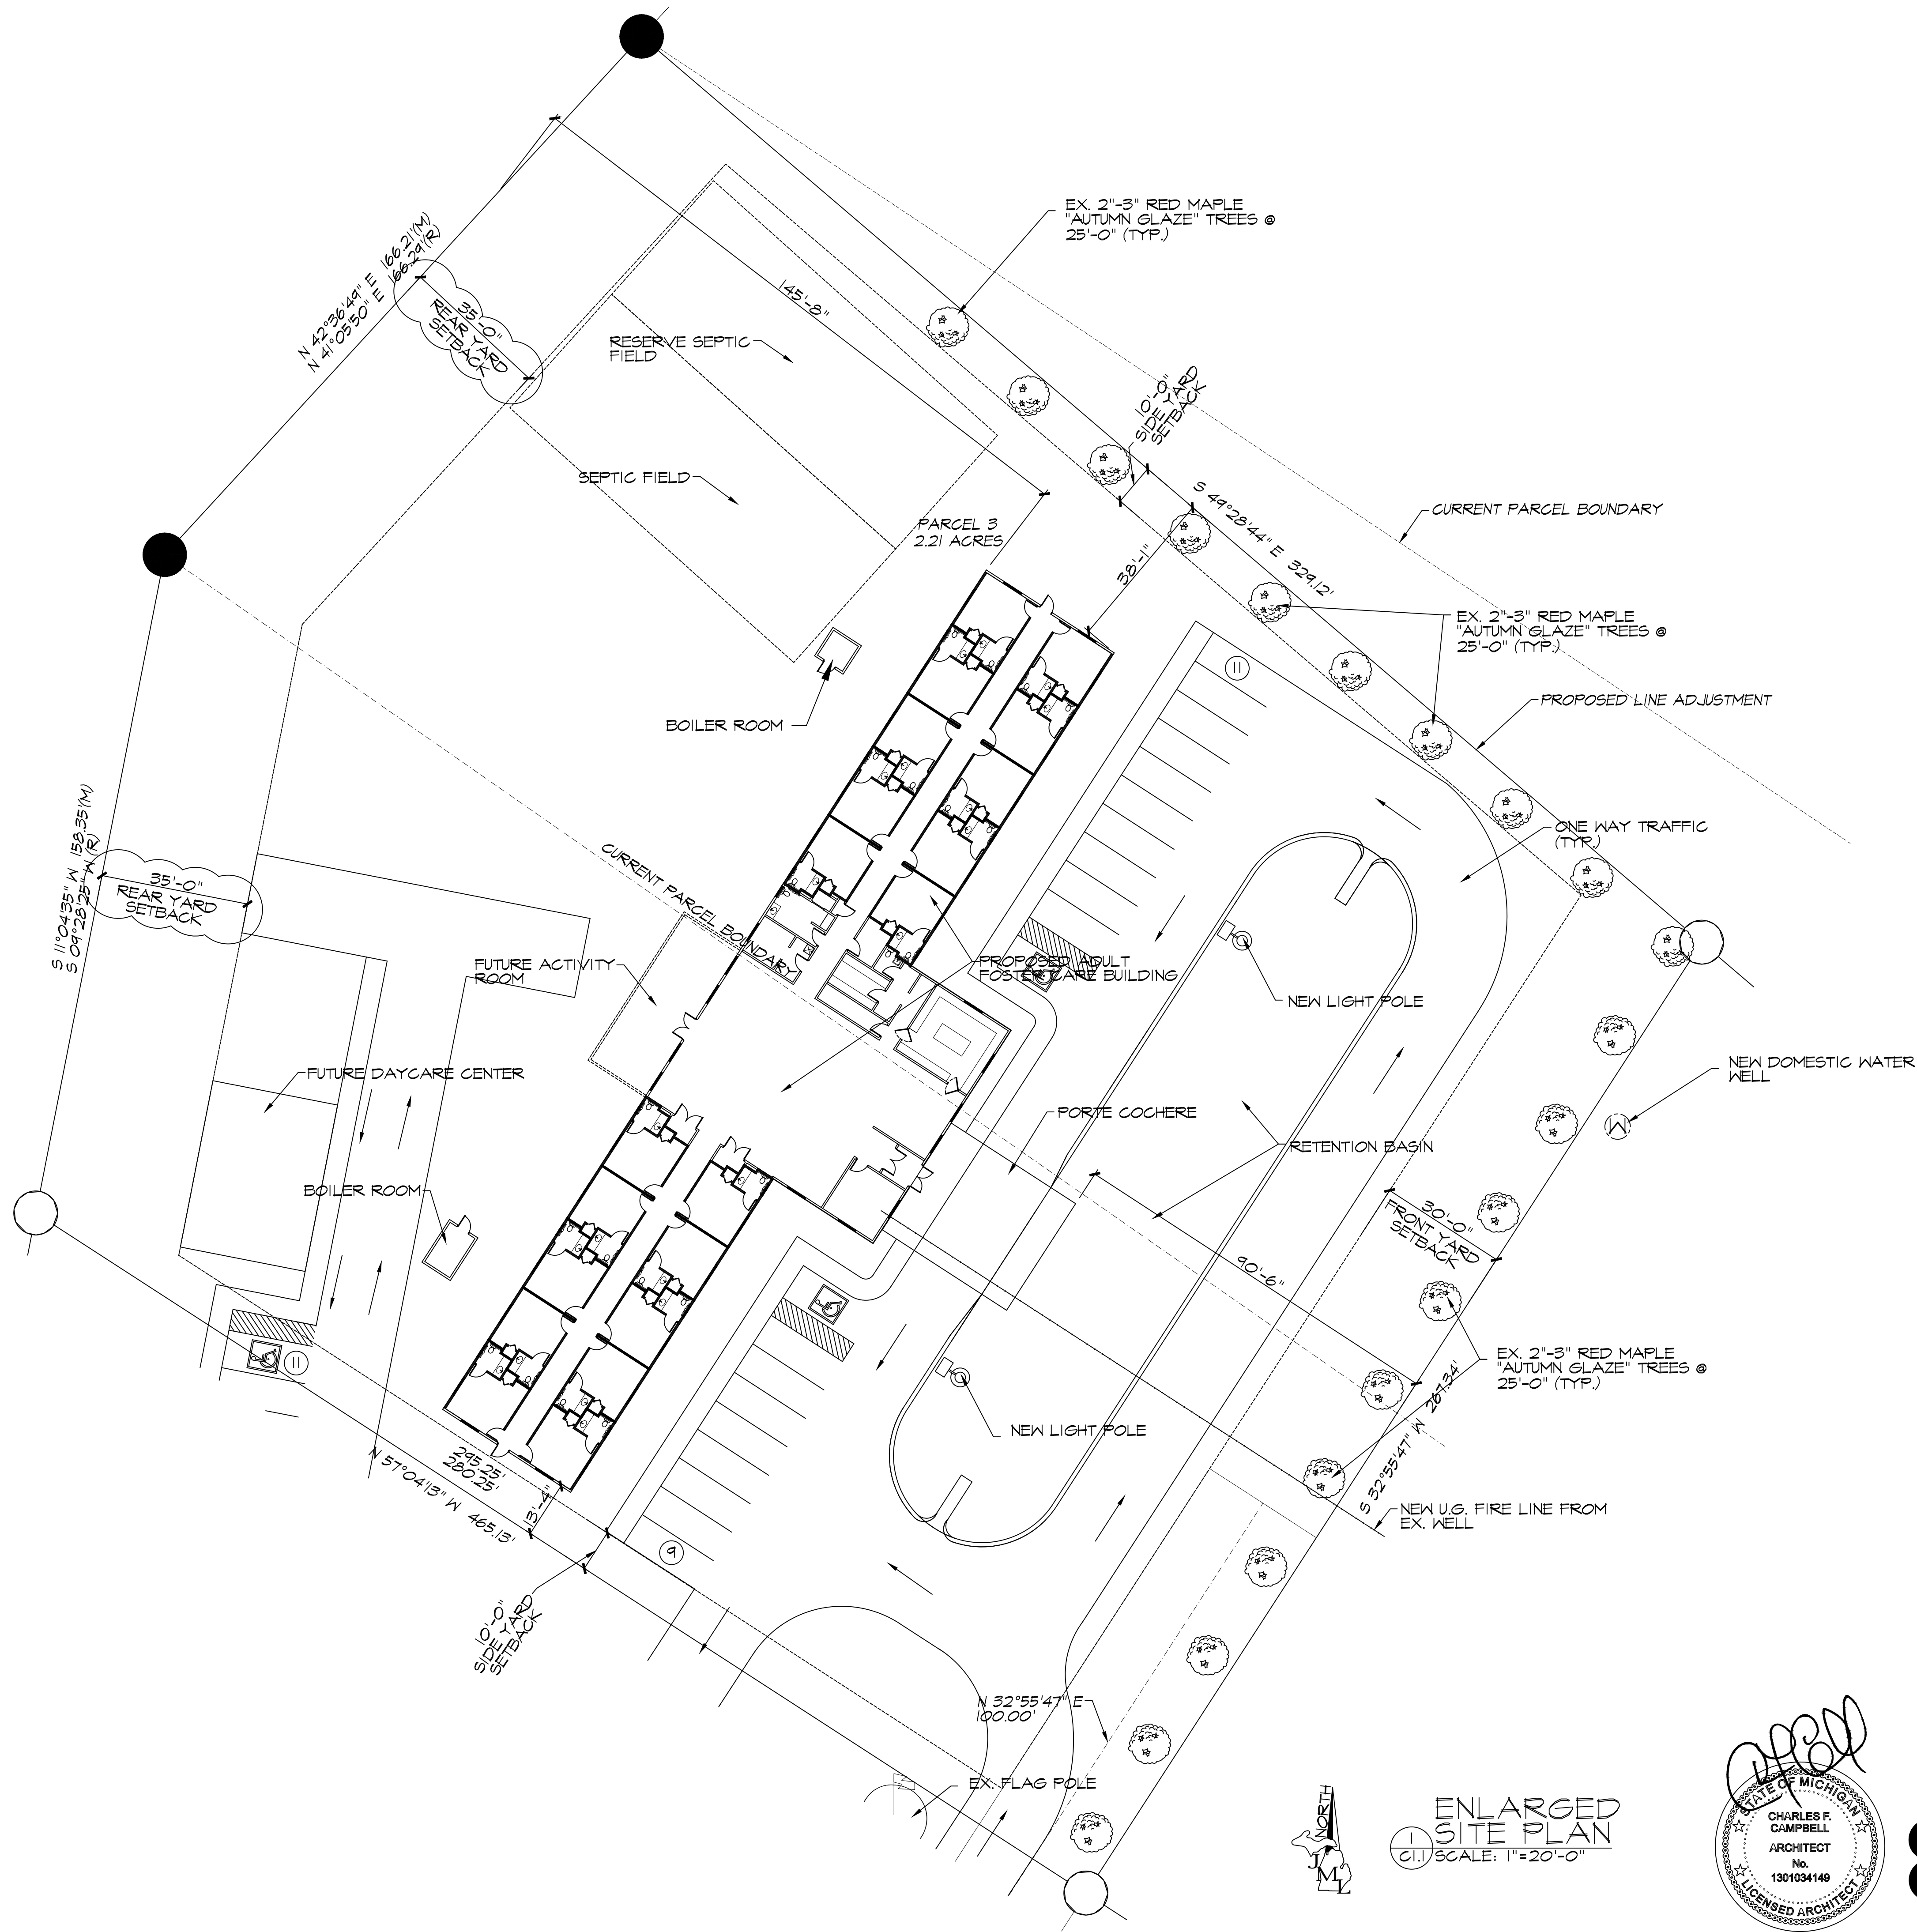 EX. 2"-3" RED MAPLE
"AUTUMN GLAZE" TREES @
25'-0" (TYP.)
N 42°36'49" E 166.21'(M)
N 41°05'50" E 166.29'(R)
35'-0"
REAR YARD
SETBACK
145'-8"
RESERVE SEPTIC
FIELD
10'-0"
SIDE YARD
SETBACK
SEPTIC FIELD
S 49°28'44" E 329.12'
CURRENT PARCEL BOUNDARY
PARCEL 3
2.21 ACRES
38'-1"
EX. 2"-3" RED MAPLE
"AUTUMN GLAZE" TREES @
25'-0" (TYP.)
11
PROPOSED LINE ADJUSTMENT
BOILER ROOM
ONE WAY TRAFFIC
(TYP.)
S 11°04'35" W 158.35'(M)
S 09°28'25" W (R)
35'-0"
REAR YARD
SETBACK
CURRENT PARCEL BOUNDARY
FUTURE ACTIVITY
ROOM
PROPOSED ADULT
FOSTER CARE BUILDING
NEW LIGHT POLE
FUTURE DAYCARE CENTER
NEW DOMESTIC WATER
WELL
W
PORTE COCHERE
RETENTION BASIN
BOILER ROOM
30'-0"
FRONT YARD
SETBACK
90'-6"
11
EX. 2"-3" RED MAPLE
"AUTUMN GLAZE" TREES @
25'-0" (TYP.)
NEW LIGHT POLE
S 32°55'47" W 267.34'
295.25'
280.25'
N 57°04'13" W 465.13'
13'-4"
NEW U.G. FIRE LINE FROM
EX. WELL
9
10'-0"
SIDE YARD
SETBACK
N 32°55'47" E
100.00'
EX. FLAG POLE
NORTH
JML
ENLARGED
SITE PLAN
1
C1.1
SCALE: 1"=20'-0"
STATE OF MICHIGAN
CHARLES F.
CAMPBELL
ARCHITECT
No.
1301034149
LICENSED ARCHITECT